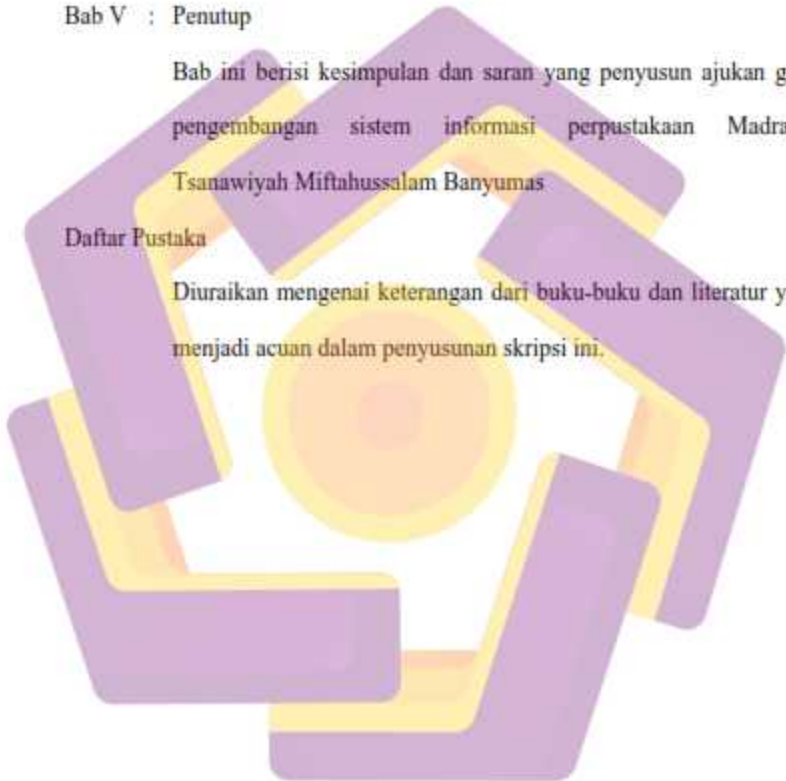 Bab V : Penutup
Bab ini berisi kesimpulan dan saran yang penyusun ajukan g
pengembangan sistem informasi perpustakaan Madra
Tsanawiyah Miftahussalam Banyumas
Daftar Pustaka
Diuraikan mengenai keterangan dari buku-buku dan literatur y
menjadi acuan dalam penyusunan skripsi ini.